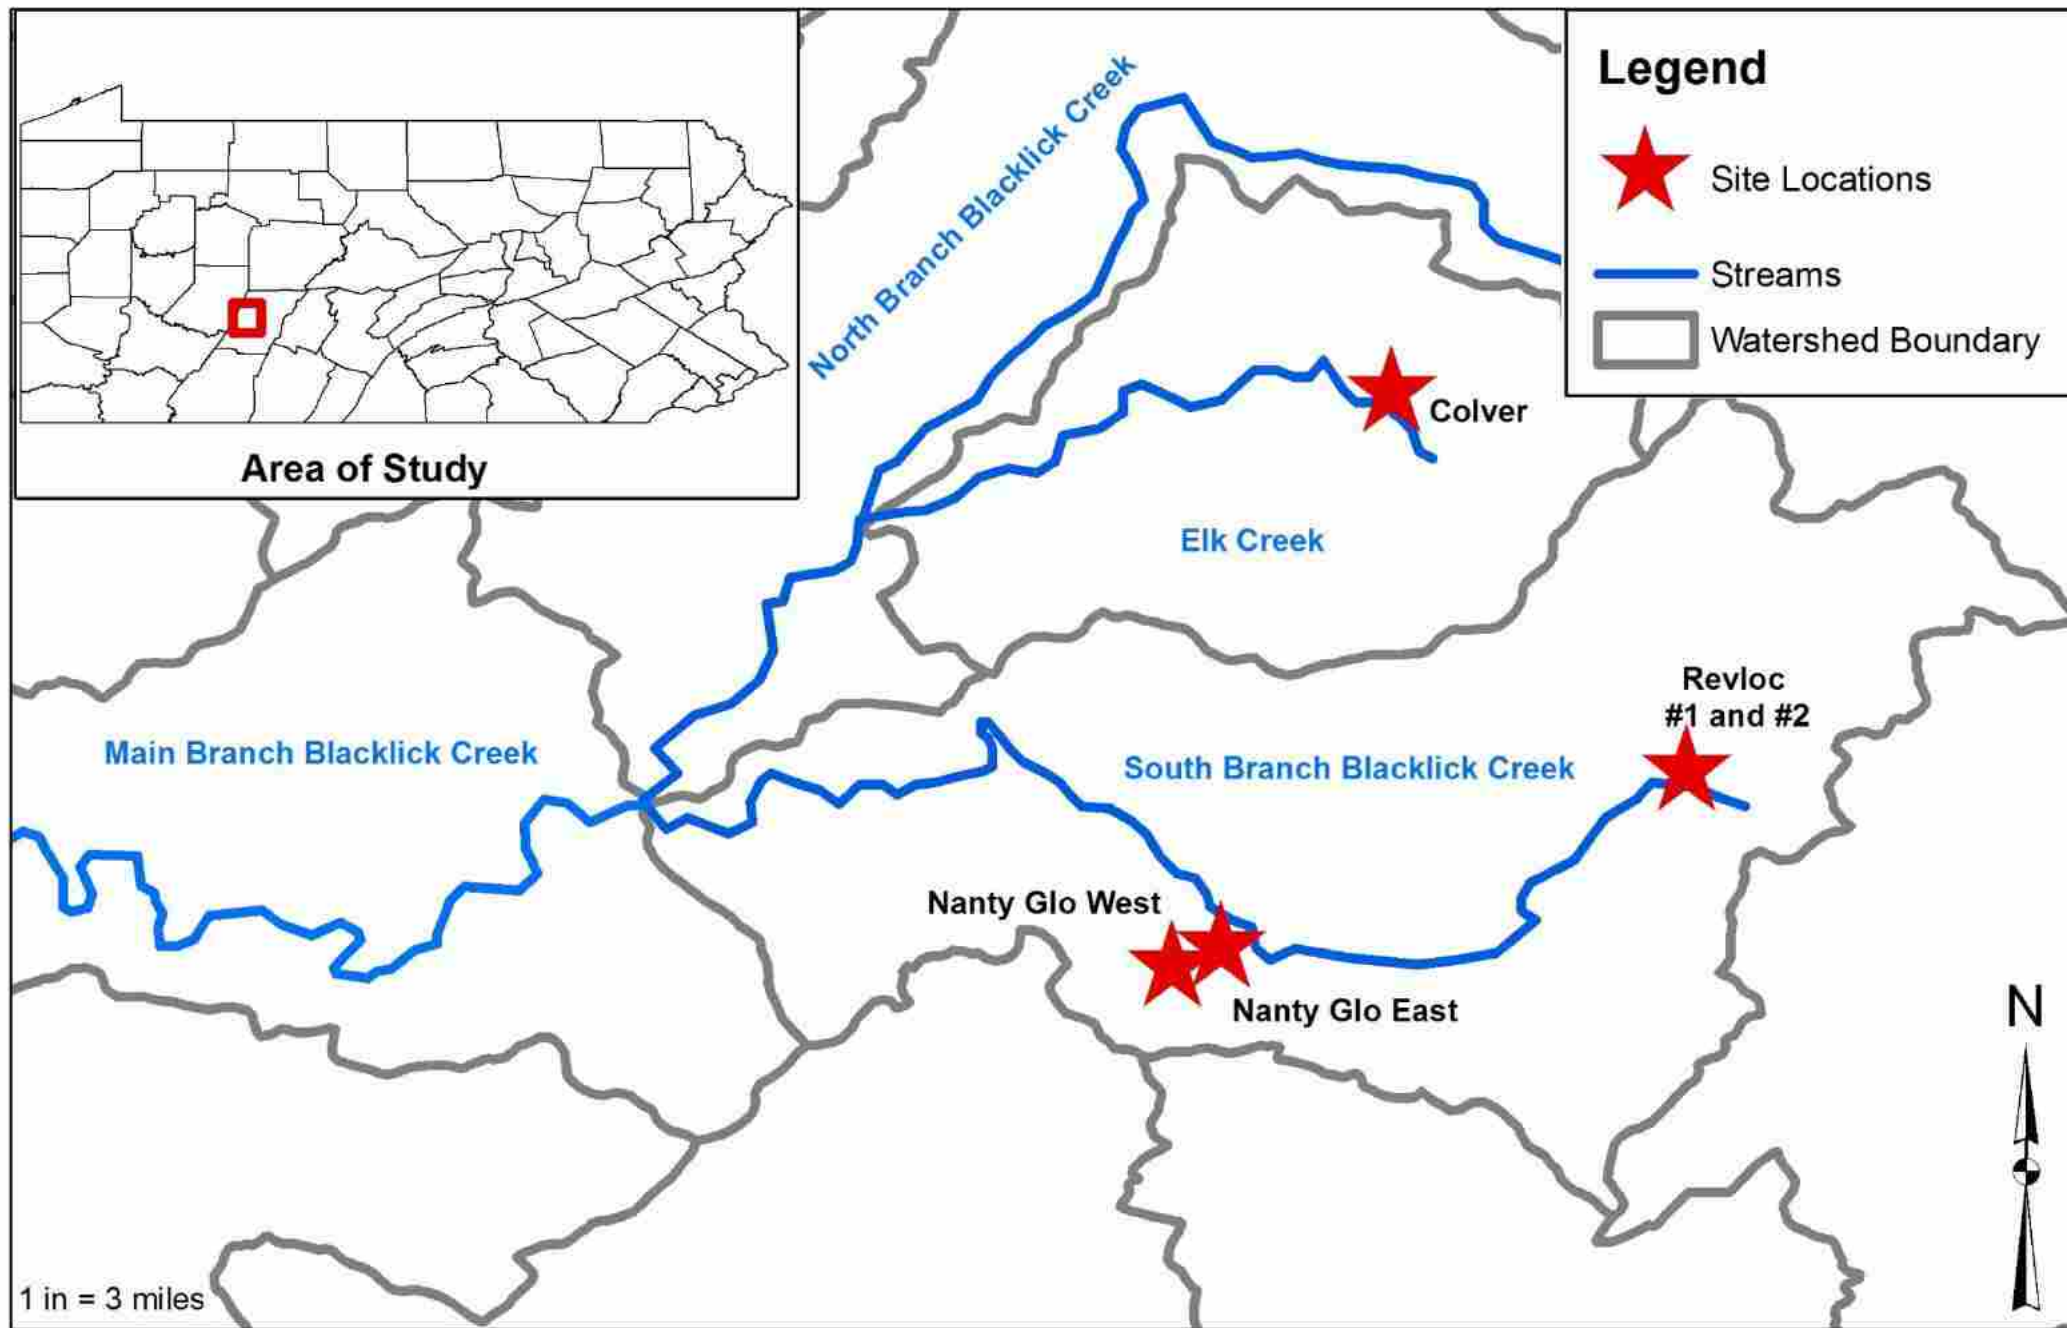 Area of Study
North Branch Blacklick Creek
Legend
Site Locations
Streams
Watershed Boundary
Colver
Elk Creek
Main Branch Blacklick Creek
Revloc
#1 and #2
South Branch Blacklick Creek
Nanty Glo West
Nanty Glo East
N
1 in = 3 miles